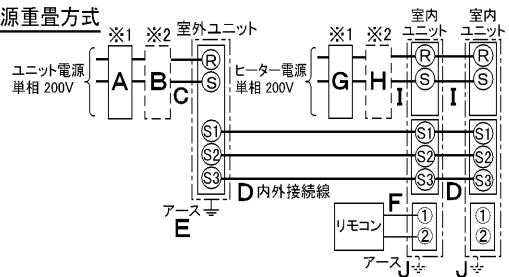 源重畳方式
※1
※2
室外ユニット
ユニット電源
単相 200V
A
B
C
R
S
S1
S2
S3
アース
E
D 内外接続線
※1
※2
室内
ユニット
室内
ユニット
ヒーター電源
単相 200V
G
H
I
R
S
I
R
S
S1
S2
S3
D
S1
S2
S3
リモコン
F
①
②
①
②
アース
J
J